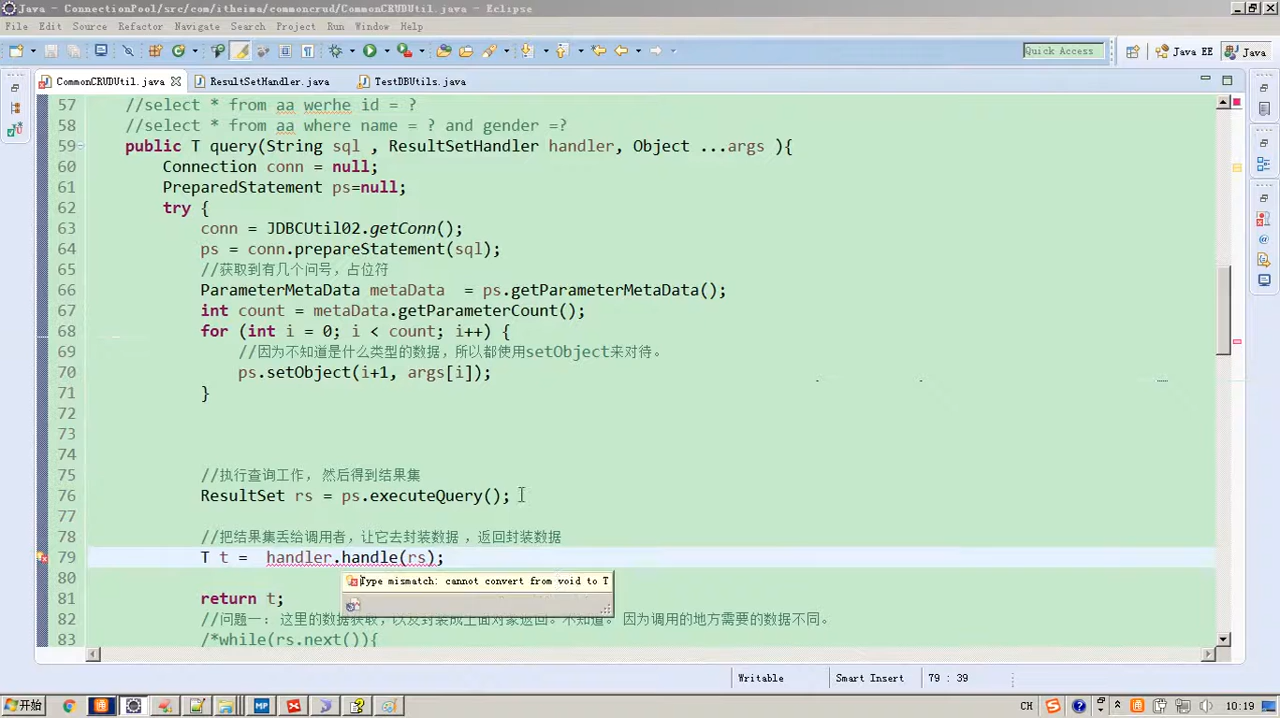 Java - ConnectionPool/src/com/itheima/commoncrud/CommonCRUDUtil.java - Eclipse
File Edit Source Refactor Navigate Search Project Run Window Help
Quick Access Java EE Java
CommonCRUDUtil.java ResultSetHandler.java TestDBUtils.java
57 //select * from aa werhe id = ?
58 //select * from aa where name = ? and gender =?
59 public T query(String sql , ResultSetHandler handler, Object ...args ){
60 Connection conn = null;
61 PreparedStatement ps=null;
62 try {
63 conn = JDBCUtil02.getConn();
64 ps = conn.prepareStatement(sql);
65 //获取到有几个问号，占位符
66 ParameterMetaData metaData = ps.getParameterMetaData();
67 int count = metaData.getParameterCount();
68 for (int i = 0; i < count; i++) {
69 //因为不知道是什么类型的数据，所以都使用setObject来对待。
70 ps.setObject(i+1, args[i]);
71 }
72
73
74
75 //执行查询工作， 然后得到结果集
76 ResultSet rs = ps.executeQuery();
77
78 //把结果集丢给调用者，让它去封装数据 ，返回封装数据
79 T t = handler.handle(rs);
80
Type mismatch: cannot convert from void to T
81 return t;
82 //问题一： 这里的数据获取，以及封装成上面对象返回。不知道。 因为调用的地方需要的数据不同。
83 /*while(rs.next()){
Writable Smart Insert 79 : 39
开始 CH 10:19